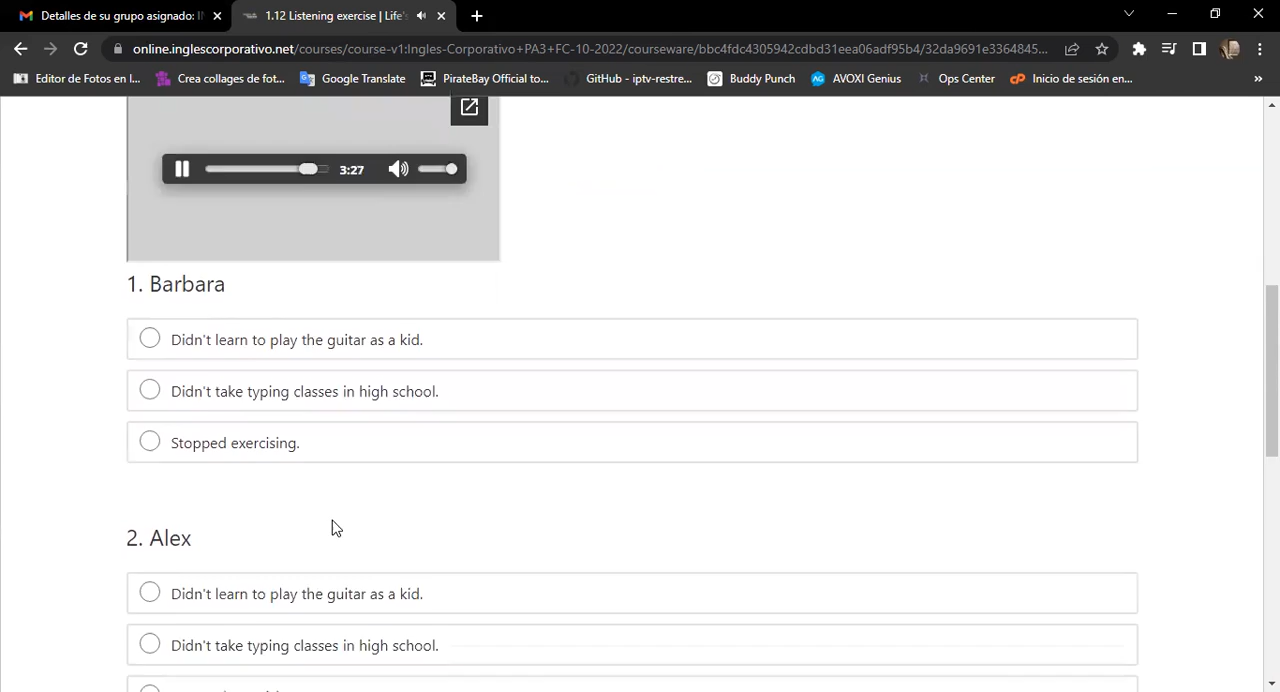 Detalles de su grupo asignado: I
1.12 Listening exercise | Life's
online.inglescorporativo.net/courses/course-v1:Ingles-Corporativo+PA3+FC-10-2022/courseware/bbc4fdc4305942cdbd31eea06adf95b4/32da9691e3364845...
Editor de Fotos en l... Crea collages de fot... Google Translate PirateBay Official to... GitHub - iptv-restre... Buddy Punch AVOXI Genius Ops Center Inicio de sesión en... »
3:27
1. Barbara
Didn't learn to play the guitar as a kid.
Didn't take typing classes in high school.
Stopped exercising.
2. Alex
Didn't learn to play the guitar as a kid.
Didn't take typing classes in high school.